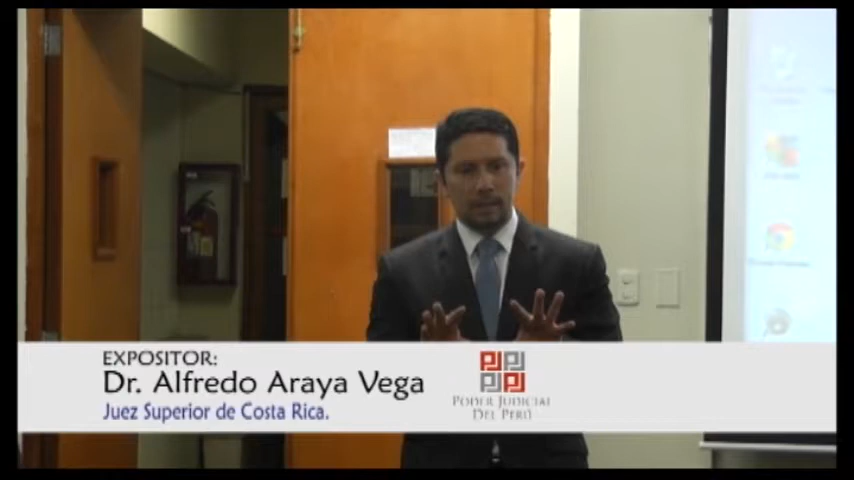 EXPOSITOR:
Dr. Alfredo Araya Vega
Juez Superior de Costa Rica.
PODER JUDICIAL
DEL PERÚ